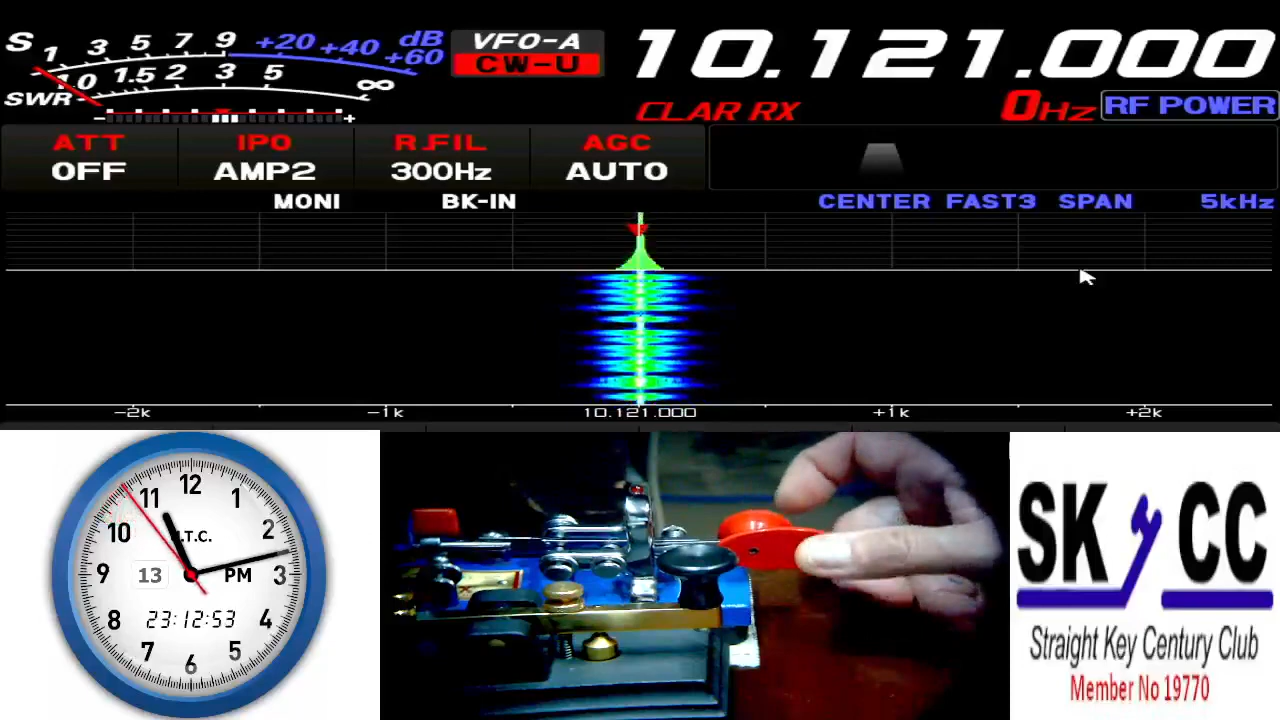 S 1 3 5 7 9 +20 +40 +60 dB
1.0 1.5 2 3 5 ∞
SWR
− +
VFO-A
CW-U
10.121.000
CLAR RX 0Hz RF POWER
ATT IPO R.FIL AGC
OFF AMP2 300Hz AUTO
MONI BK-IN CENTER FAST3 SPAN 5kHz
-2k -1k 10.121.000 +1k +2k
12 1 2 3 4 5 6 7 8 9 10 11
.T.C.
13 PM
23:12:53
SK CC
Straight Key Century Club
Member No 19770